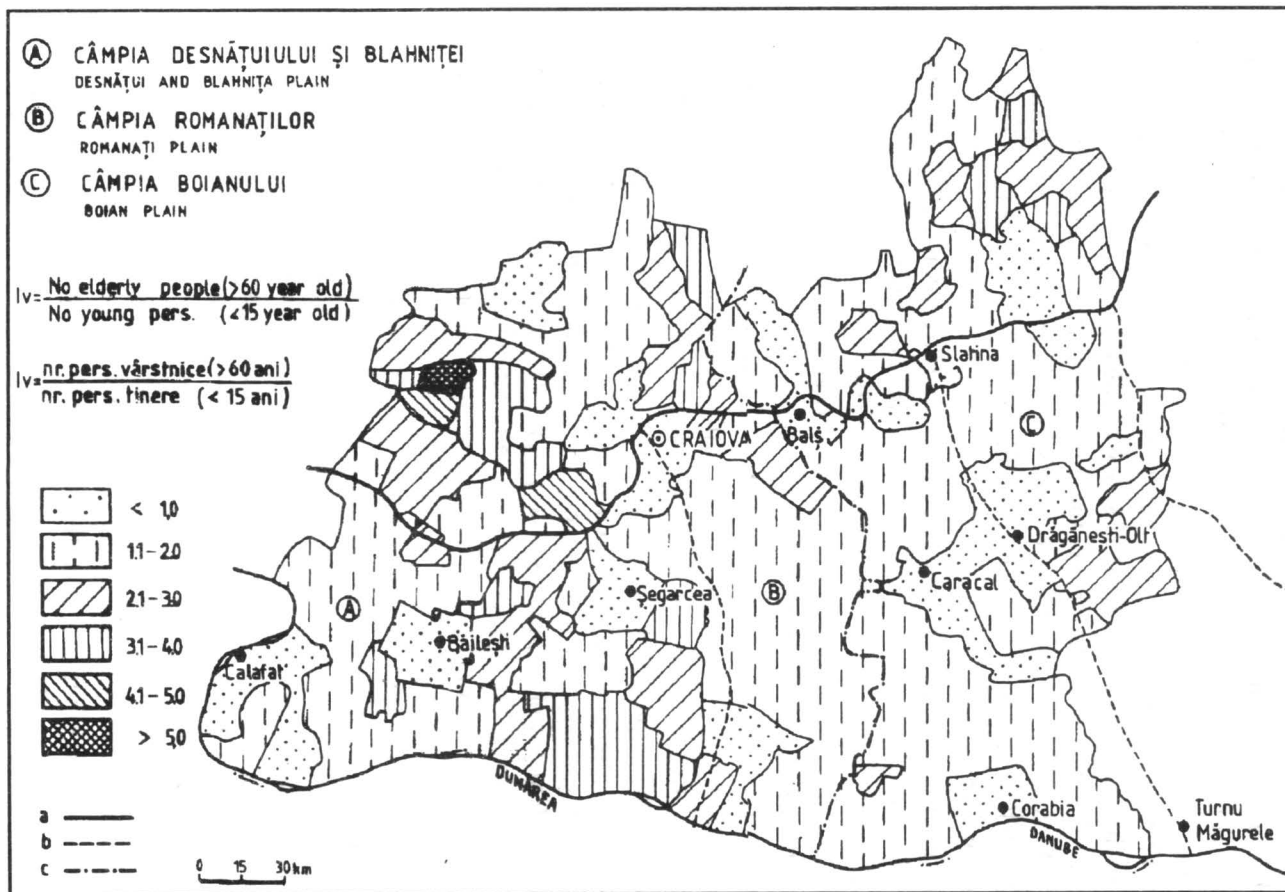 A CÂMPIA DESNĂȚUIULUI ȘI BLAHNIȚEI
DESNĂȚUI AND BLAHNIȚA PLAIN
B CÂMPIA ROMANAȚILOR
ROMANAȚI PLAIN
C CÂMPIA BOIANULUI
BOIAN PLAIN
Iv= No elderly people (>60 year old)
No young pers. (<15 year old)
Iv= nr. pers. vârstnice (>60 ani)
nr. pers. tinere (<15 ani)
< 1,0
1.1 – 2.0
2.1 – 3.0
3.1 – 4.0
4.1 – 5.0
> 5,0
a
b
c
0 15 30 km
Slahna
C
CRAIOVA
Balș
Drăgănești-Olt
Caracal
Șegarcea
B
A
Băilești
Calafat
DUNĂREA
Corabia
DANUBE
Turnu
Măgurele